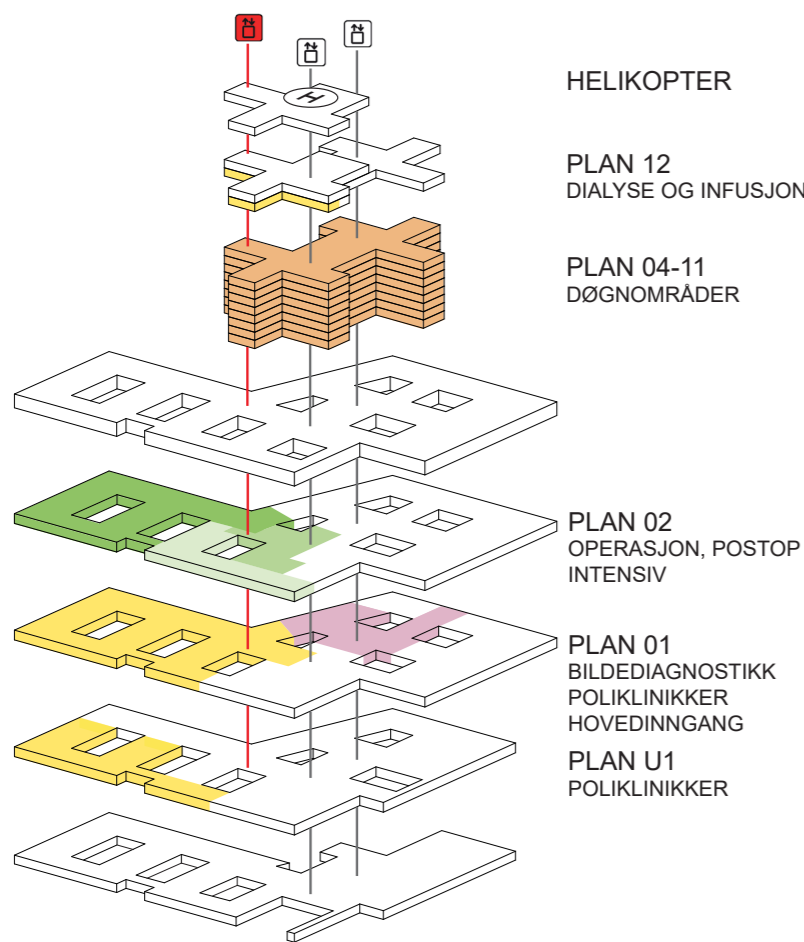 H
HELIKOPTER
PLAN 12
DIALYSE OG INFUSJON
PLAN 04-11
DØGNOMRÅDER
PLAN 02
OPERASJON, POSTOP
INTENSIV
PLAN 01
BILDEDIAGNOSTIKK
POLIKLINIKKER
HOVEDINNGANG
PLAN U1
POLIKLINIKKER